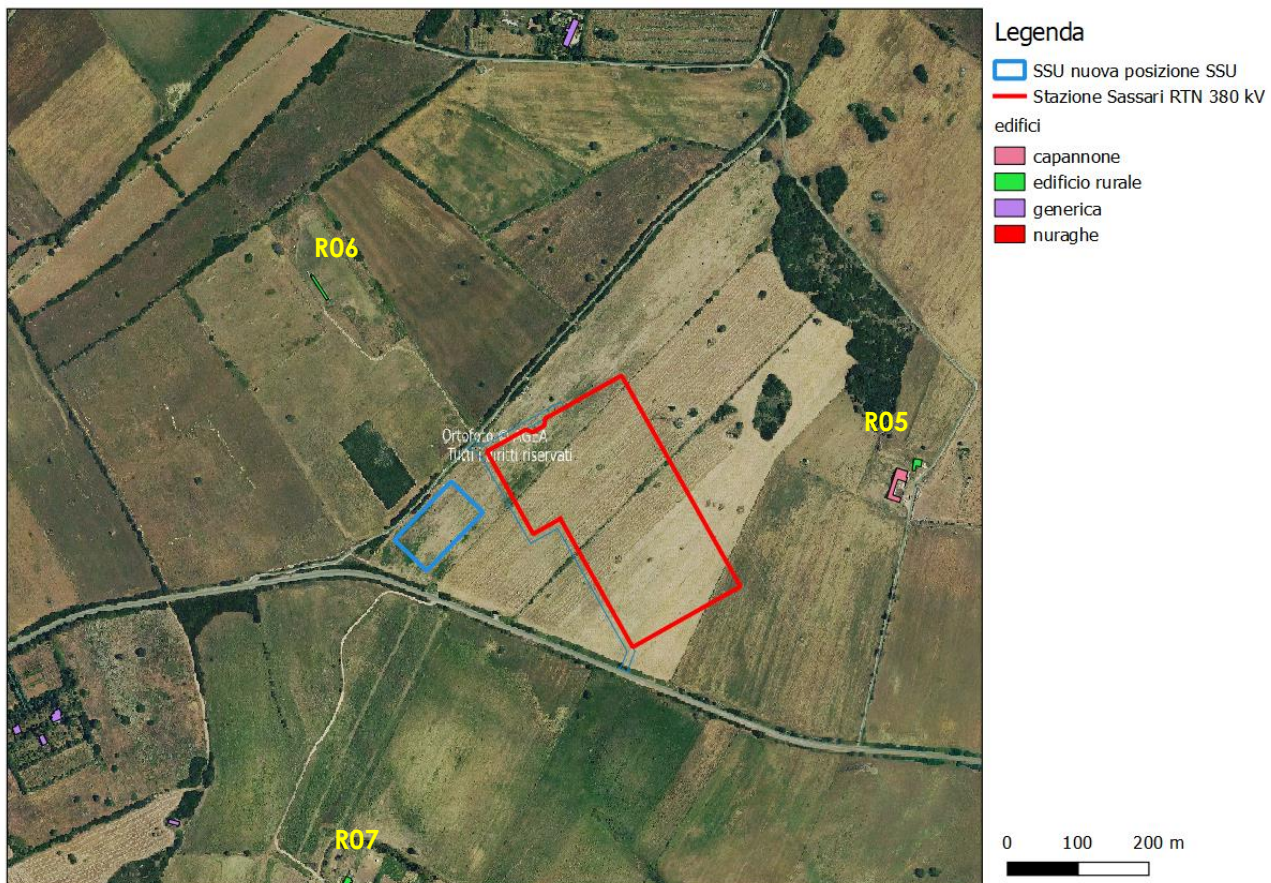 Legenda
SSU nuova posizione SSU
Stazione Sassari RTN 380 kV
edifici
capannone
edificio rurale
generica
nuraghe
R06
R05
Ortofoto © AGEA
Tutti i diritti riservati
R07
0 100 200 m